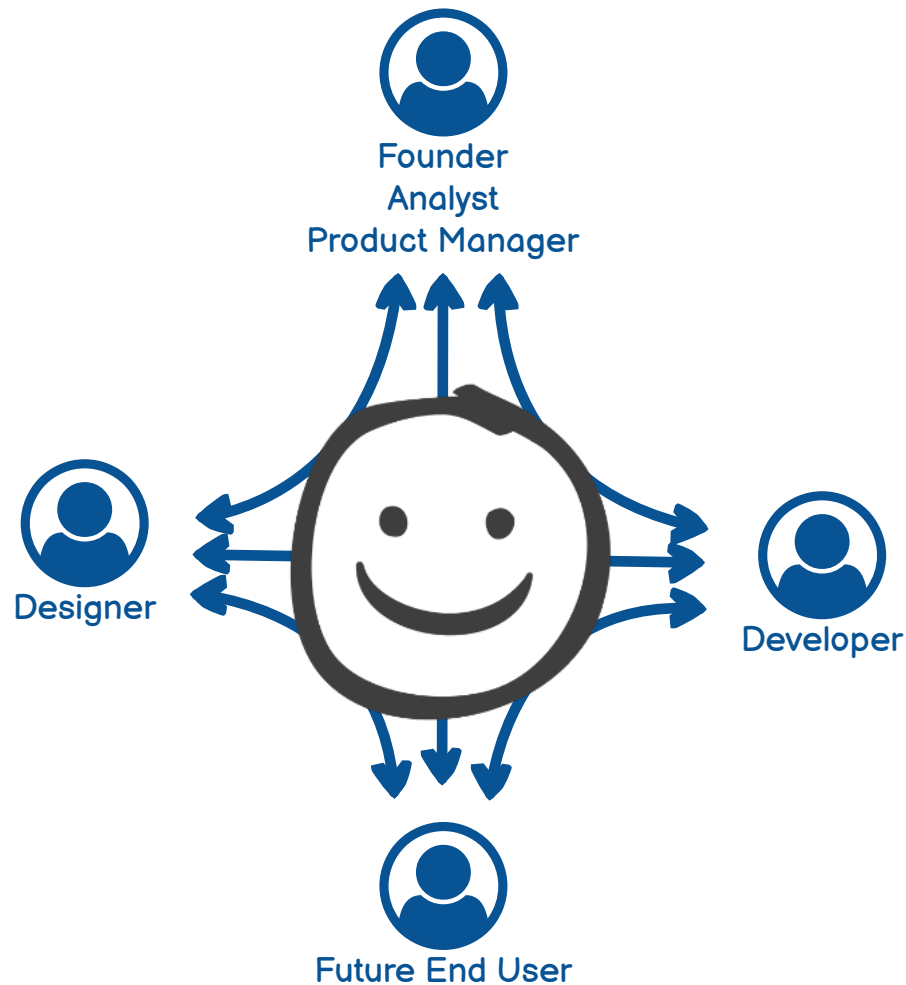 Founder
Analyst
Product Manager
Designer
Developer
Future End User